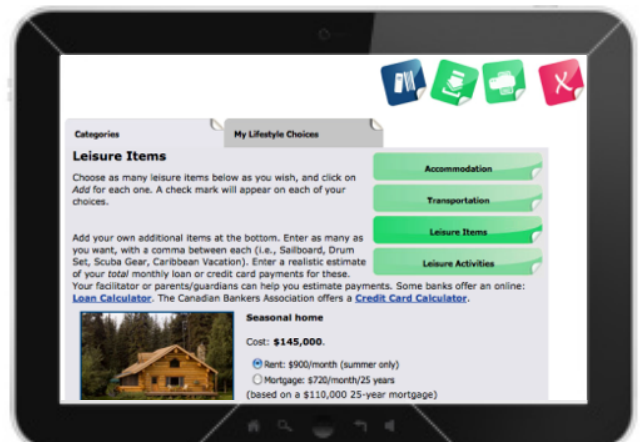 Categories
My Lifestyle Choices
Leisure Items
Choose as many leisure items below as you wish, and click on
Add for each one. A check mark will appear on each of your
choices.
Accommodation
Transportation
Leisure Items
Leisure Activities
Add your own additional items at the bottom. Enter as many as
you want, with a comma between each (i.e., Sailboard, Drum
Set, Scuba Gear, Caribbean Vacation). Enter a realistic estimate
of your total monthly loan or credit card payments for these.
Your facilitator or parents/guardians can help you estimate payments. Some banks offer an online:
Loan Calculator. The Canadian Bankers Association offers a Credit Card Calculator.
Seasonal home
Cost: $145,000.
Rent: $900/month (summer only)
Mortgage: $720/month/25 years
(based on a $110,000 25-year mortgage)